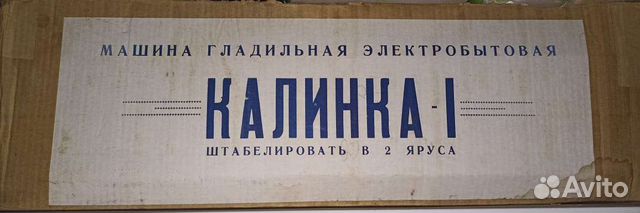 МАШИНА ГЛАДИЛЬНАЯ ЭЛЕКТРОБЫТОВАЯ
КАЛИНКА-I
ШТАБЕЛИРОВАТЬ В 2 ЯРУСА
Avito